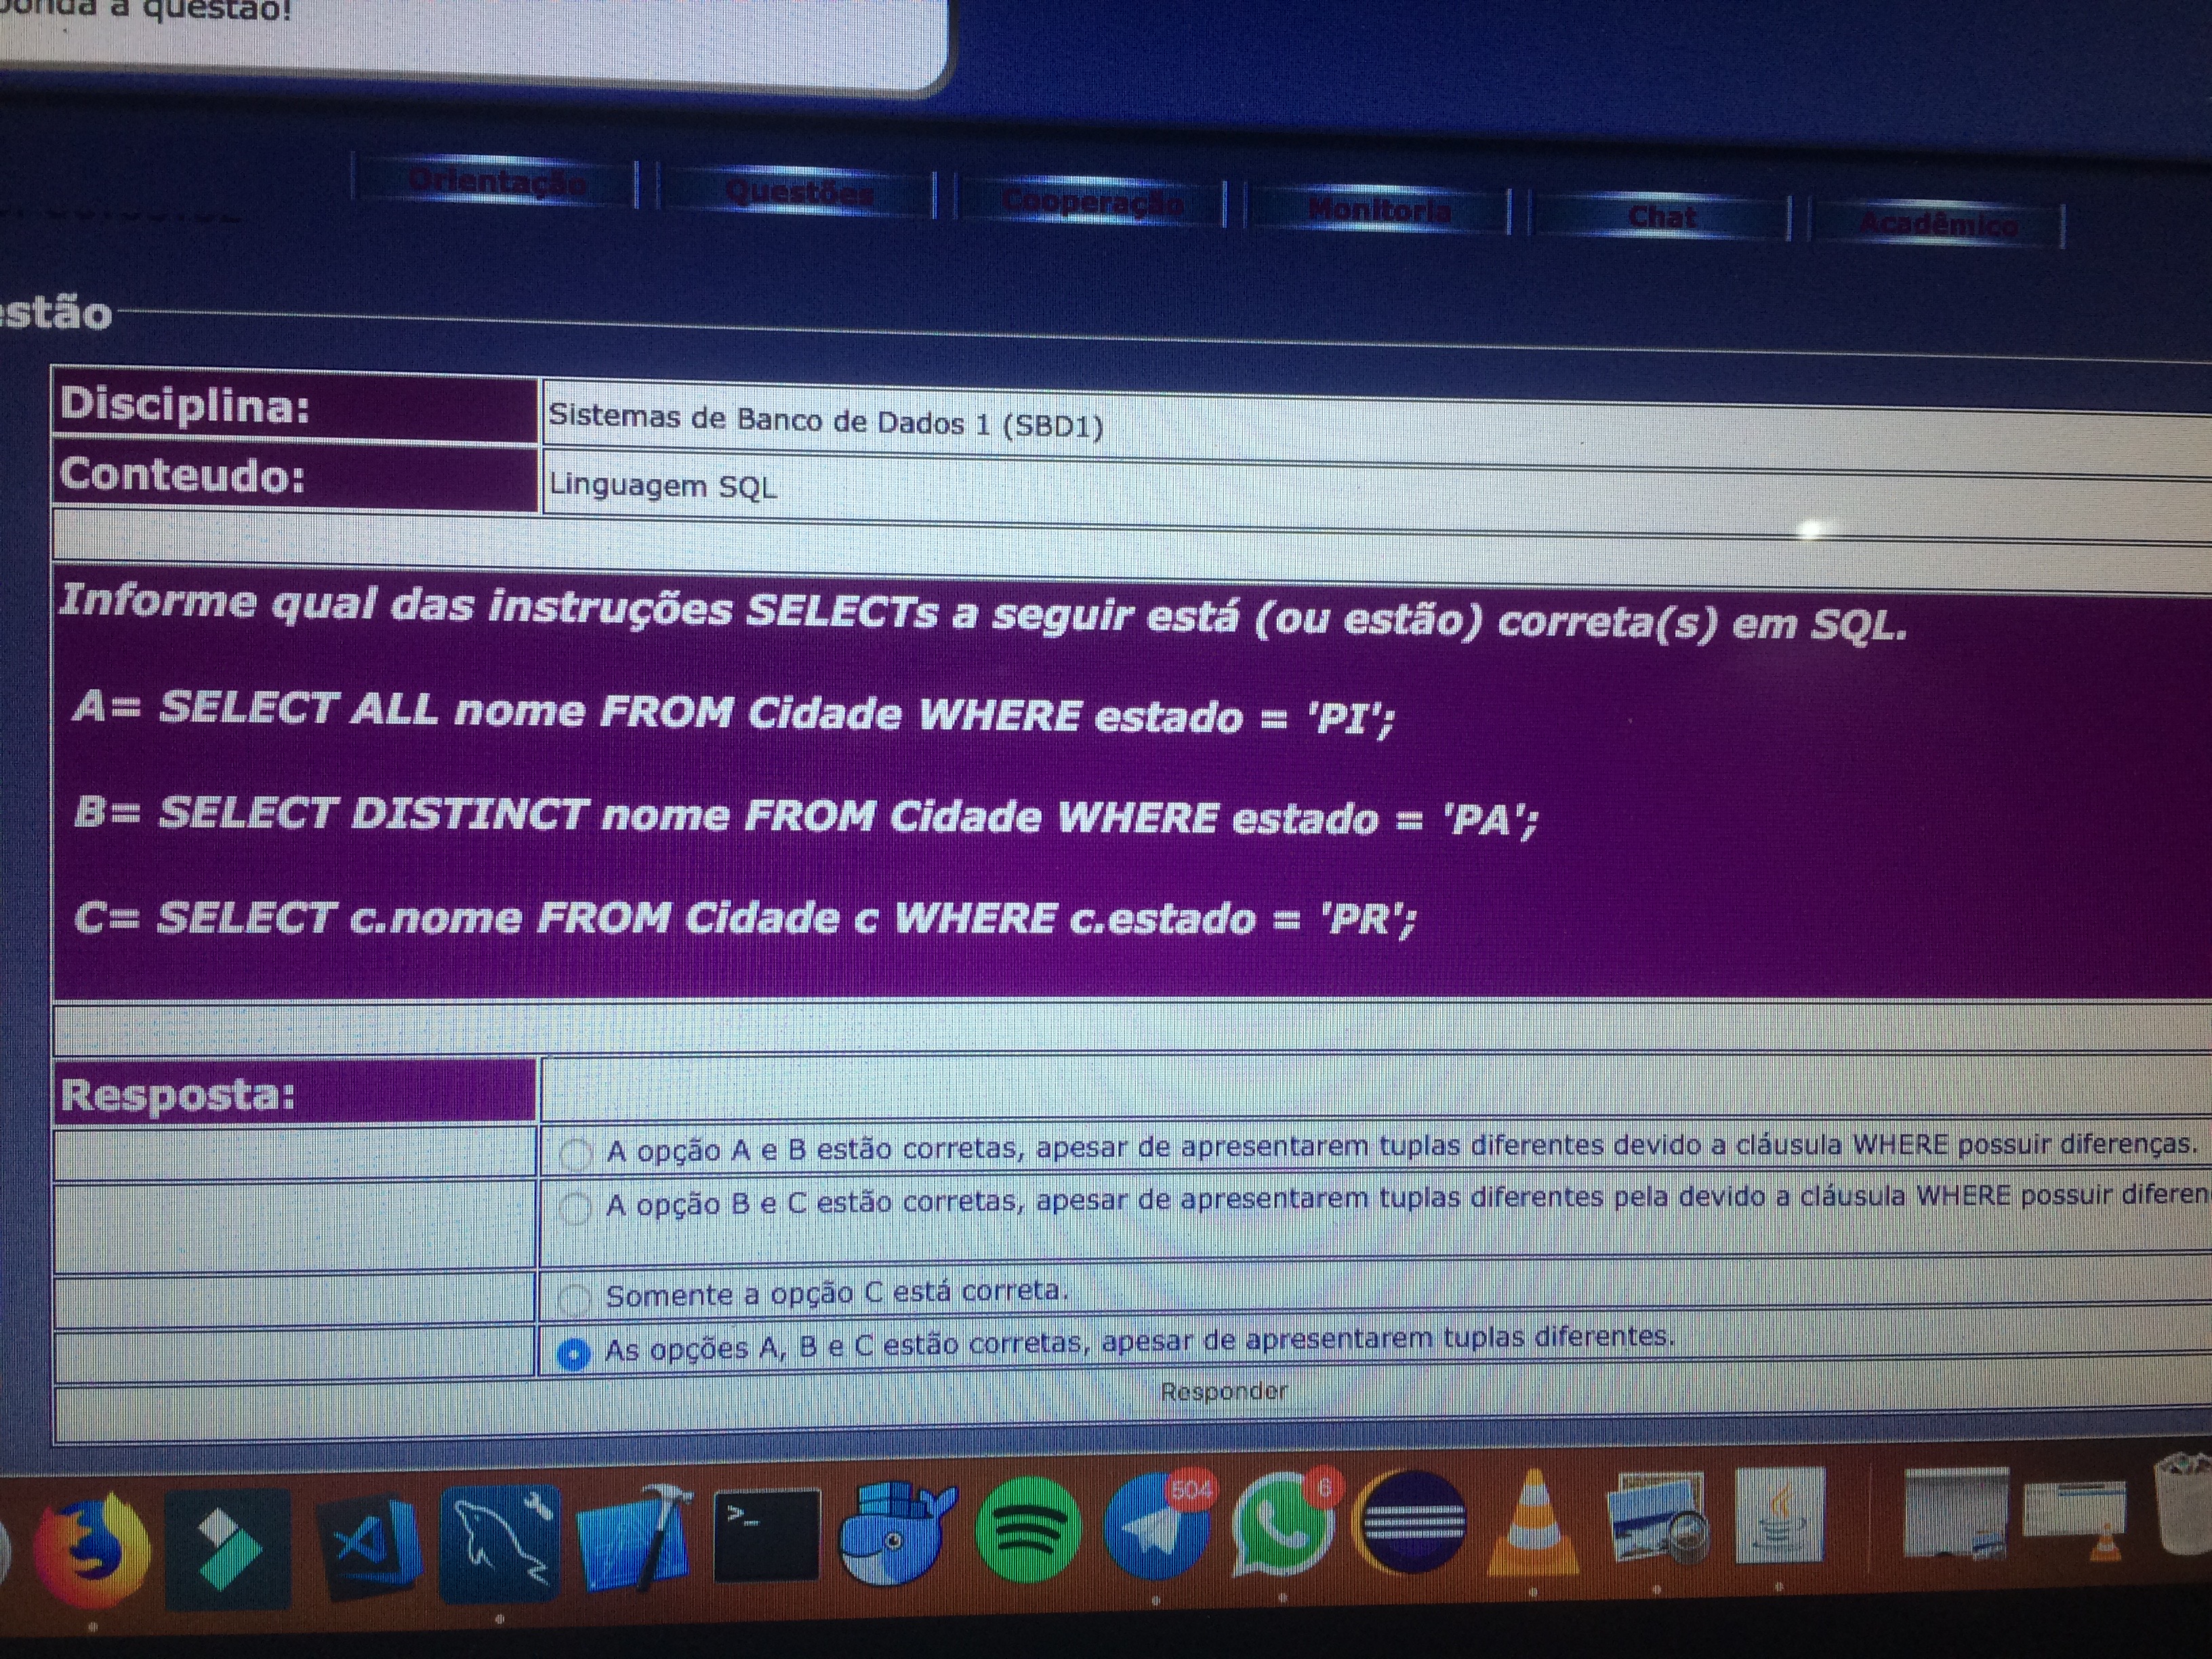 a questão!
Orientação
Questões
Cooperação
Monitoria
Chat
Acadêmico
estão
Disciplina:
Sistemas de Banco de Dados 1 (SBD1)
Conteudo:
Linguagem SQL
Informe qual das instruções SELECTs a seguir está (ou estão) correta(s) em SQL.
A= SELECT ALL nome FROM Cidade WHERE estado = 'PI';
B= SELECT DISTINCT nome FROM Cidade WHERE estado = 'PA';
C= SELECT c.nome FROM Cidade c WHERE c.estado = 'PR';
Resposta:
A opção A e B estão corretas, apesar de apresentarem tuplas diferentes devido a cláusula WHERE possuir diferenças.
A opção B e C estão corretas, apesar de apresentarem tuplas diferentes pela devido a cláusula WHERE possuir diferen
Somente a opção C está correta.
As opções A, B e C estão corretas, apesar de apresentarem tuplas diferentes.
Responder
>_
504
6